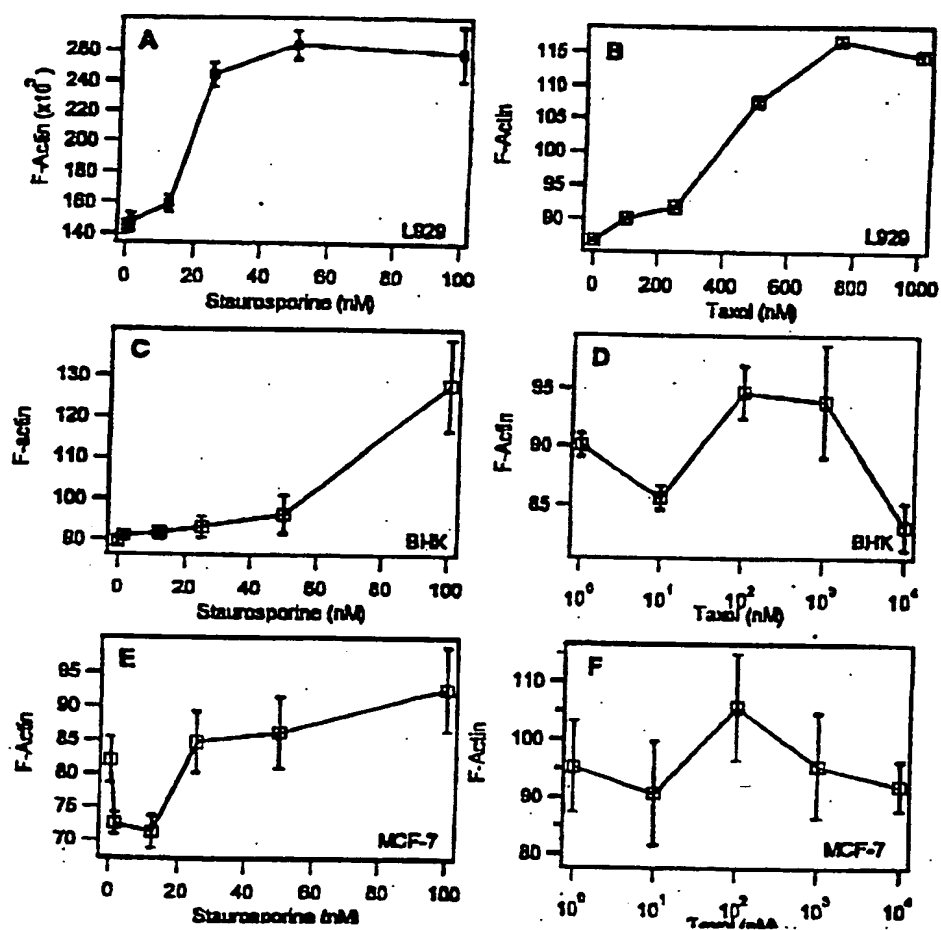 A
F-Actin (x10³)
260
240
220
200
180
160
140
L929
0 20 40 60 80 100
Staurosporine (nM)
B
F-Actin
115
110
105
100
95
90
L929
0 200 400 600 800 1000
Taxol (nM)
C
F-actin
130
120
110
100
90
BHK
0 20 40 60 80 100
Staurosporine (nM)
D
F-Actin
95
90
85
BHK
10⁰ 10¹ 10² 10³ 10⁴
Taxol (nM)
E
F-Actin
95
90
85
80
75
70
MCF-7
0 20 40 60 80 100
Staurosporine (nM)
F
F-Actin
110
100
90
80
MCF-7
10⁰ 10¹ 10² 10³ 10⁴
Taxol (nM)